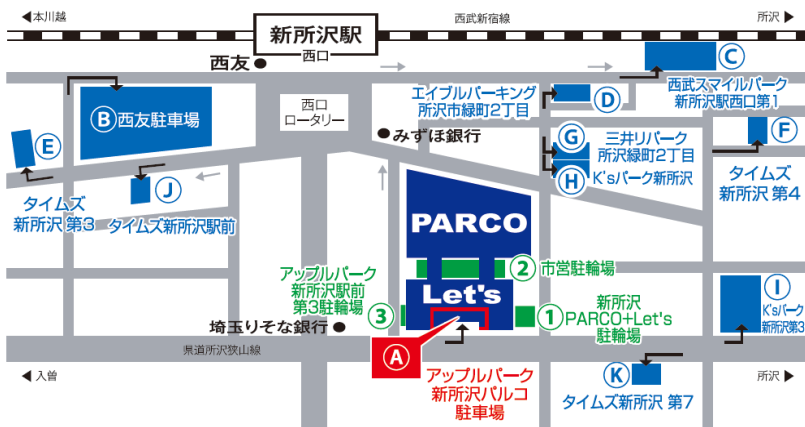 ◀本川越
西武新宿線
所沢▶
新所沢駅
西口
西友●
西口
ロータリー
●みずほ銀行
エイブルパーキング
所沢市緑町2丁目
D
C
西武スマイルパーク
新所沢駅西口第1
B西友駐車場
E
タイムズ
新所沢 第3
J
タイムズ新所沢駅前
G
三井リパーク
所沢緑町2丁目
H
K'sパーク新所沢
F
タイムズ
新所沢 第4
PARCO
②市営駐輪場
Let's
アップルパーク
新所沢駅前
第3駐輪場
③
①
新所沢
PARCO+Let's
駐輪場
I
K'sパーク
新所沢第3
埼玉りそな銀行●
県道所沢狭山線
A
アップルパーク
新所沢パルコ
駐車場
K
タイムズ新所沢 第7
◀入曽
所沢▶